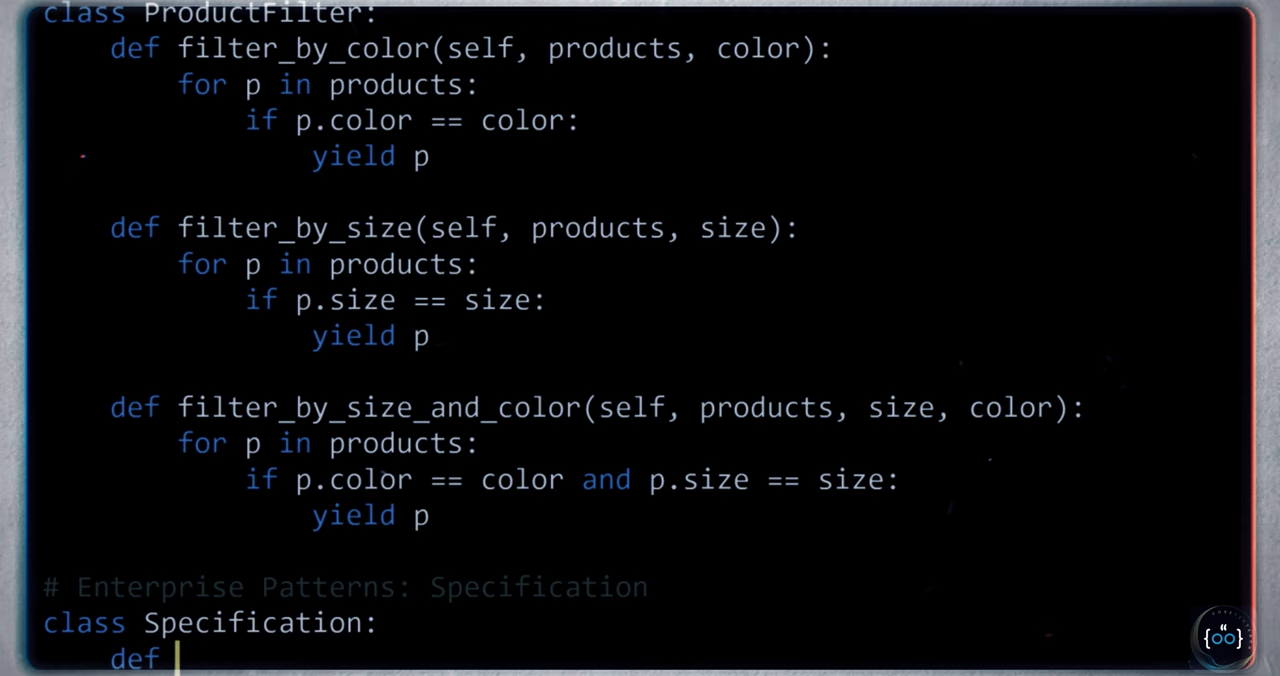 class ProductFilter:
    def filter_by_color(self, products, color):
        for p in products:
            if p.color == color:
                yield p

    def filter_by_size(self, products, size):
        for p in products:
            if p.size == size:
                yield p

    def filter_by_size_and_color(self, products, size, color):
        for p in products:
            if p.color == color and p.size == size:
                yield p

# Enterprise Patterns: Specification
class Specification:
    def